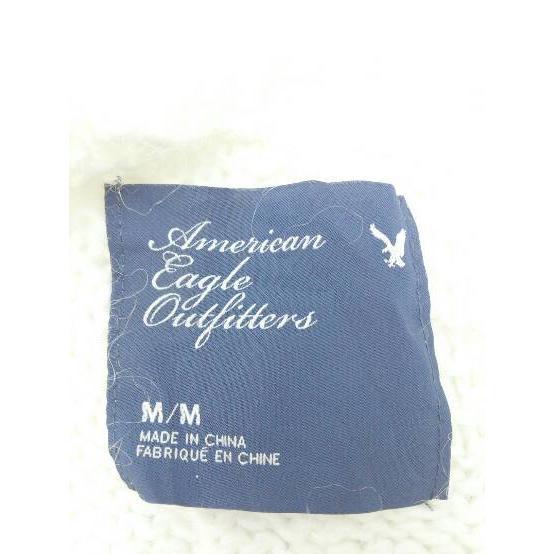 American
Eagle
Outfitters
M/M
MADE IN CHINA
FABRIQUÉ EN CHINE